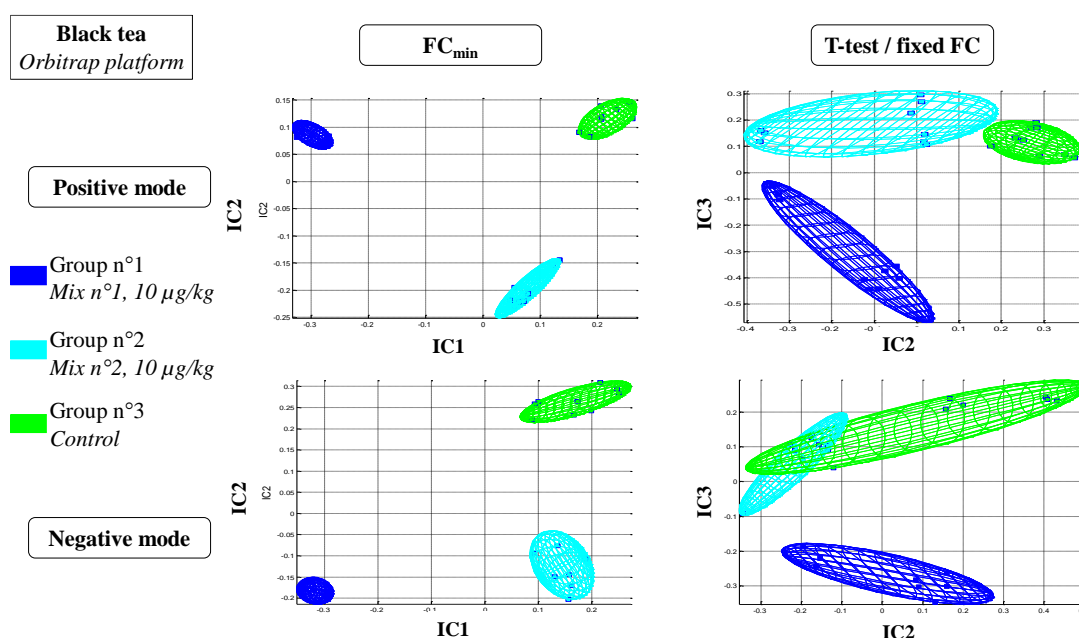 Black tea
Orbitrap platform
FCmin
T-test / fixed FC
Positive mode
Group n°1
Mix n°1, 10 µg/kg
Group n°2
Mix n°2, 10 µg/kg
Group n°3
Control
Negative mode
IC2
IC2
0.15
0.1
0.05
0
-0.05
-0.1
-0.15
-0.2
-0.25
-0.3 -0.2 -0.1 0 0.1 0.2
IC1
IC3
0.3
0.2
0.1
0
-0.1
-0.2
-0.3
-0.4
-0.5
-0.4 -0.3 -0.2 -0.1 0 0.1 0.2 0.3
IC2
IC2
IC2
0.3
0.25
0.2
0.15
0.1
0.05
0
-0.05
-0.1
-0.15
-0.2
-0.3 -0.2 -0.1 0 0.1 0.2
IC1
IC3
0.2
0.1
0
-0.1
-0.2
-0.3
-0.3 -0.2 -0.1 0 0.1 0.2 0.3 0.4
IC2